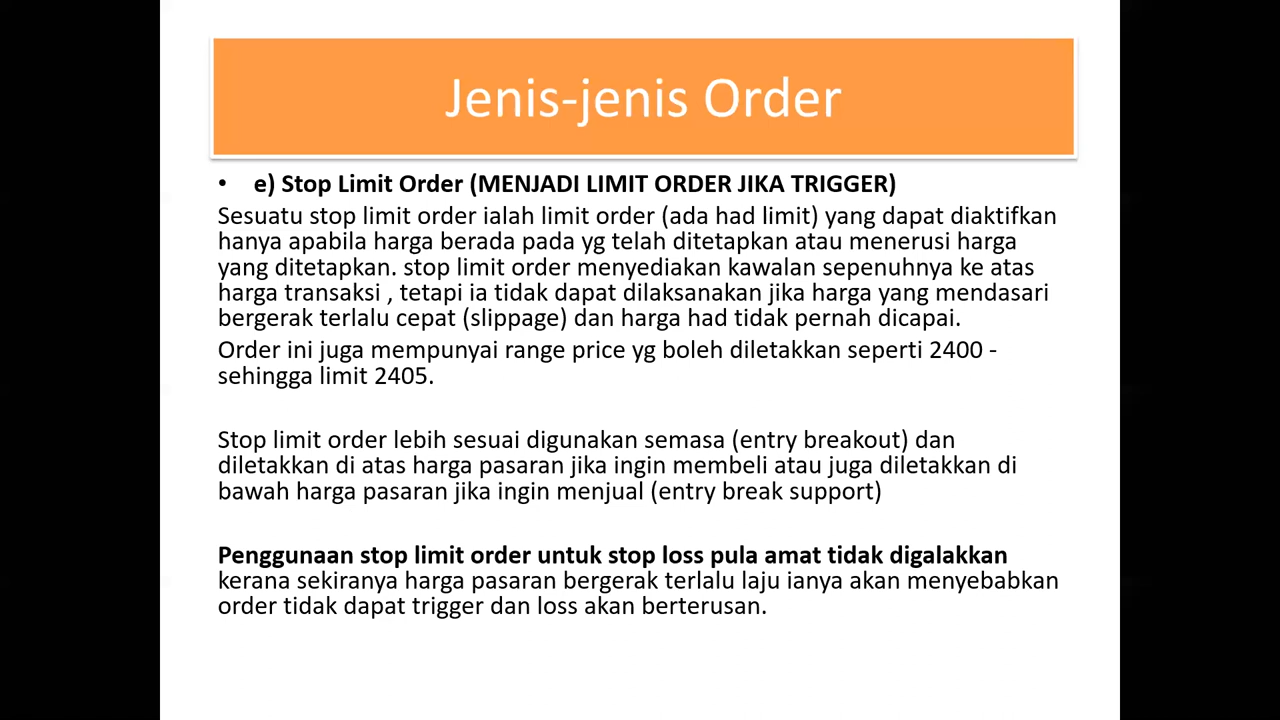 Jenis-jenis Order
• e) Stop Limit Order (MENJADI LIMIT ORDER JIKA TRIGGER)
Sesuatu stop limit order ialah limit order (ada had limit) yang dapat diaktifkan
hanya apabila harga berada pada yg telah ditetapkan atau menerusi harga
yang ditetapkan. stop limit order menyediakan kawalan sepenuhnya ke atas
harga transaksi , tetapi ia tidak dapat dilaksanakan jika harga yang mendasari
bergerak terlalu cepat (slippage) dan harga had tidak pernah dicapai.
Order ini juga mempunyai range price yg boleh diletakkan seperti 2400 -
sehingga limit 2405.
Stop limit order lebih sesuai digunakan semasa (entry breakout) dan
diletakkan di atas harga pasaran jika ingin membeli atau juga diletakkan di
bawah harga pasaran jika ingin menjual (entry break support)
Penggunaan stop limit order untuk stop loss pula amat tidak digalakkan
kerana sekiranya harga pasaran bergerak terlalu laju ianya akan menyebabkan
order tidak dapat trigger dan loss akan berterusan.